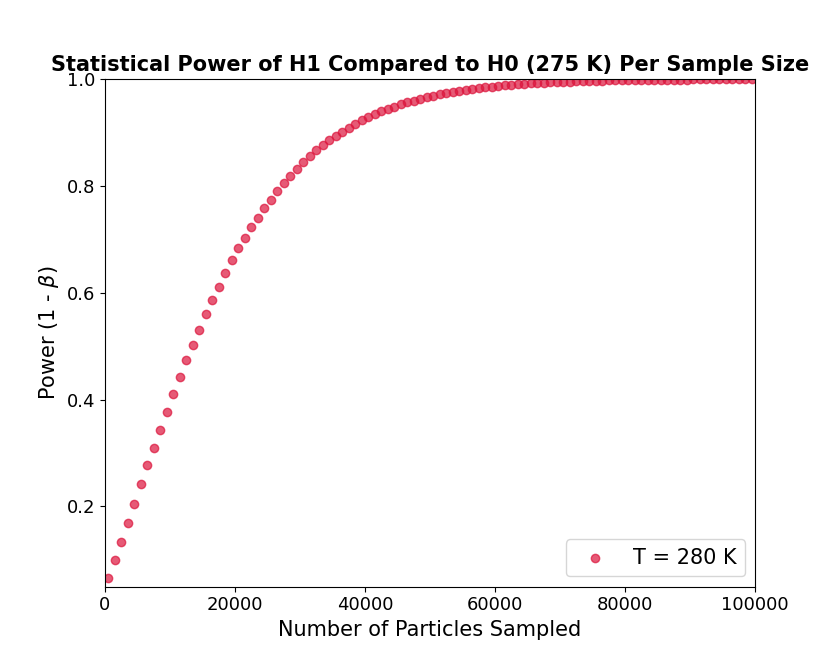 Statistical Power of H1 Compared to H0 (275 K) Per Sample Size
1.0
0.8
0.6
0.4
0.2
Power (1 - β)
T = 280 K
0 20000 40000 60000 80000 100000
Number of Particles Sampled